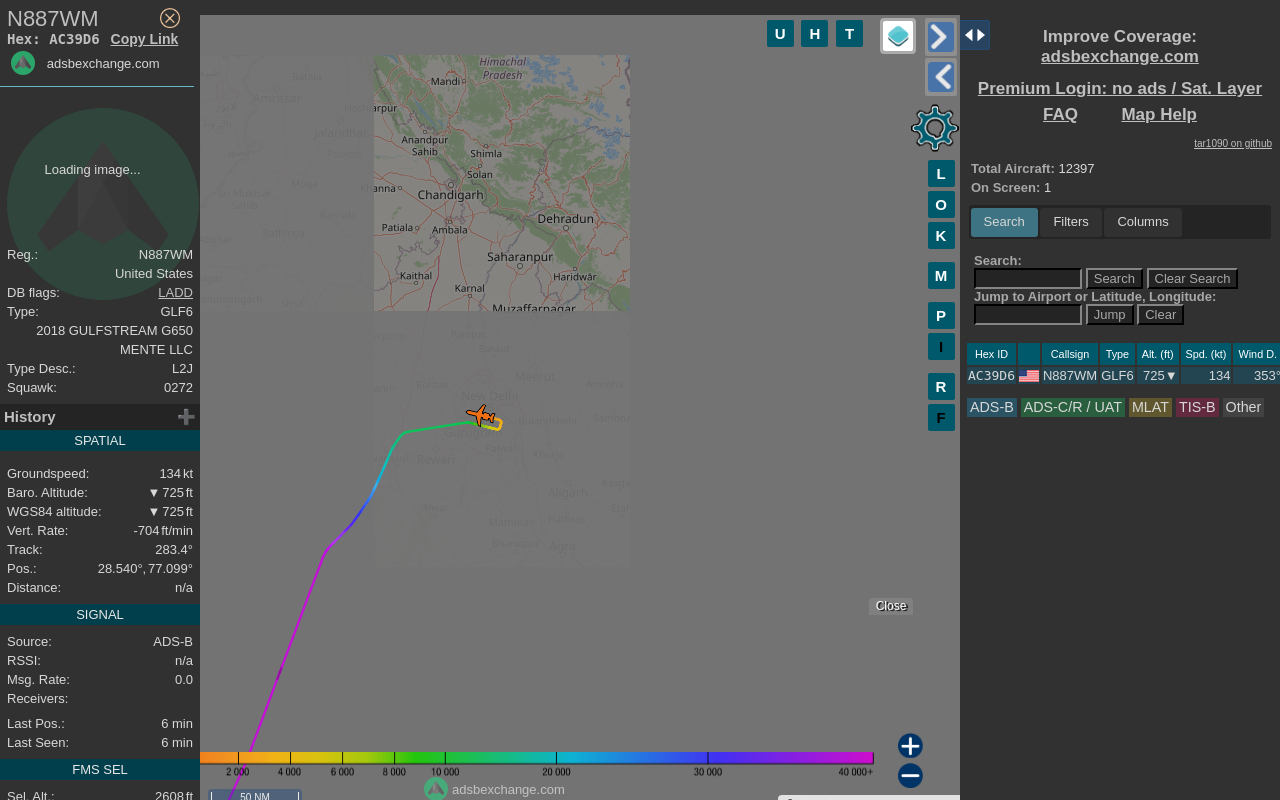 N887WM
Hex: AC39D6 Copy Link
adsbexchange.com
Loading image...
Reg.: N887WM
United States
DB flags: LADD
Type: GLF6
2018 GULFSTREAM G650
MENTE LLC
Type Desc.: L2J
Squawk: 0272
History
SPATIAL
Groundspeed: 134 kt
Baro. Altitude: ▼ 725 ft
WGS84 altitude: ▼ 725 ft
Vert. Rate: -704 ft/min
Track: 283.4°
Pos.: 28.540°, 77.099°
Distance: n/a
SIGNAL
Source: ADS-B
RSSI: n/a
Msg. Rate: 0.0
Receivers:
Last Pos.: 6 min
Last Seen: 6 min
FMS SEL
Sel. Alt.: 2608 ft
U H T
Himachal
Pradesh
Mandi
Amritsar
Jalandhar
Anandpur
Sahib
Shimla
Solan
Chandigarh
Patiala
Ambala
Dehradun
Saharanpur
Kaithal
Haridwār
Karnal
Muzaffarnagar
Meerut
New Delhi
Rewari
Aligarh
Agra
L
O
K
M
P
I
R
F
Close
2 000 4 000 6 000 8 000 10 000 20 000 30 000 40 000+
50 NM
adsbexchange.com
Improve Coverage:
adsbexchange.com
Premium Login: no ads / Sat. Layer
FAQ Map Help
tar1090 on github
Total Aircraft: 12397
On Screen: 1
Search Filters Columns
Search:
Search Clear Search
Jump to Airport or Latitude, Longitude:
Jump Clear
Hex ID Callsign Type Alt. (ft) Spd. (kt) Wind D.
AC39D6 N887WM GLF6 725▼ 134 353°
ADS-B ADS-C/R / UAT MLAT TIS-B Other